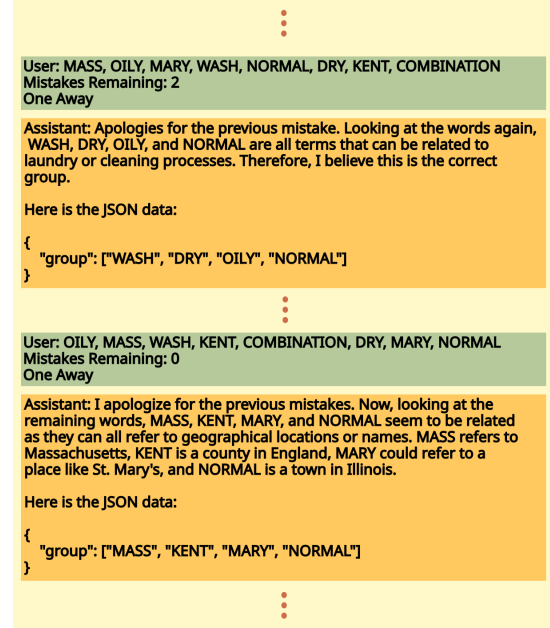 User: MASS, OILY, MARY, WASH, NORMAL, DRY, KENT, COMBINATION
Mistakes Remaining: 2
One Away
Assistant: Apologies for the previous mistake. Looking at the words again,
WASH, DRY, OILY, and NORMAL are all terms that can be related to
laundry or cleaning processes. Therefore, I believe this is the correct
group.
Here is the JSON data:
{
"group": ["WASH", "DRY", "OILY", "NORMAL"]
}
User: OILY, MASS, WASH, KENT, COMBINATION, DRY, MARY, NORMAL
Mistakes Remaining: 0
One Away
Assistant: I apologize for the previous mistakes. Now, looking at the
remaining words, MASS, KENT, MARY, and NORMAL seem to be related
as they can all refer to geographical locations or names. MASS refers to
Massachusetts, KENT is a county in England, MARY could refer to a
place like St. Mary's, and NORMAL is a town in Illinois.
Here is the JSON data:
{
"group": ["MASS", "KENT", "MARY", "NORMAL"]
}